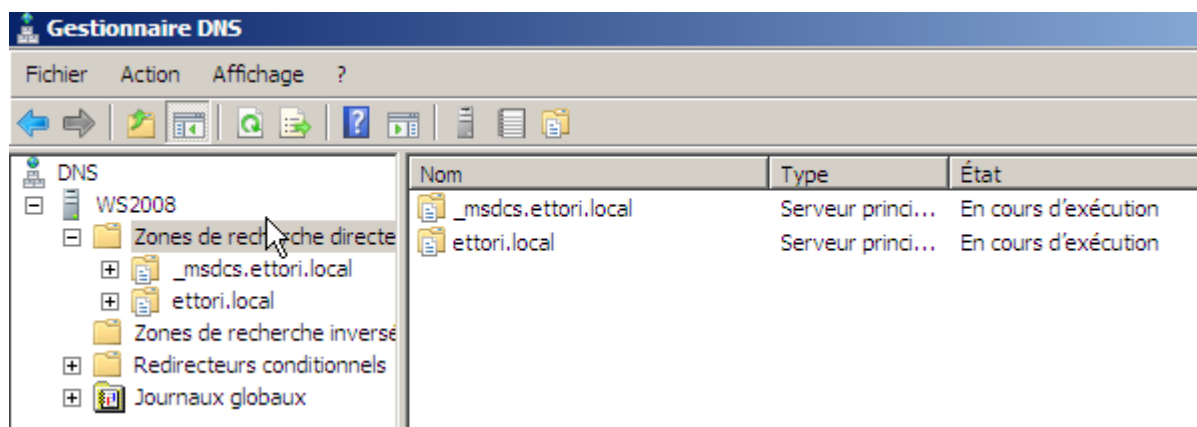 Gestionnaire DNS
Fichier Action Affichage ?
DNS
WS2008
Zones de recherche directe
_msdcs.ettori.local
ettori.local
Zones de recherche inversé
Redirecteurs conditionnels
Journaux globaux
Nom Type État
_msdcs.ettori.local Serveur princi... En cours d'exécution
ettori.local Serveur princi... En cours d'exécution